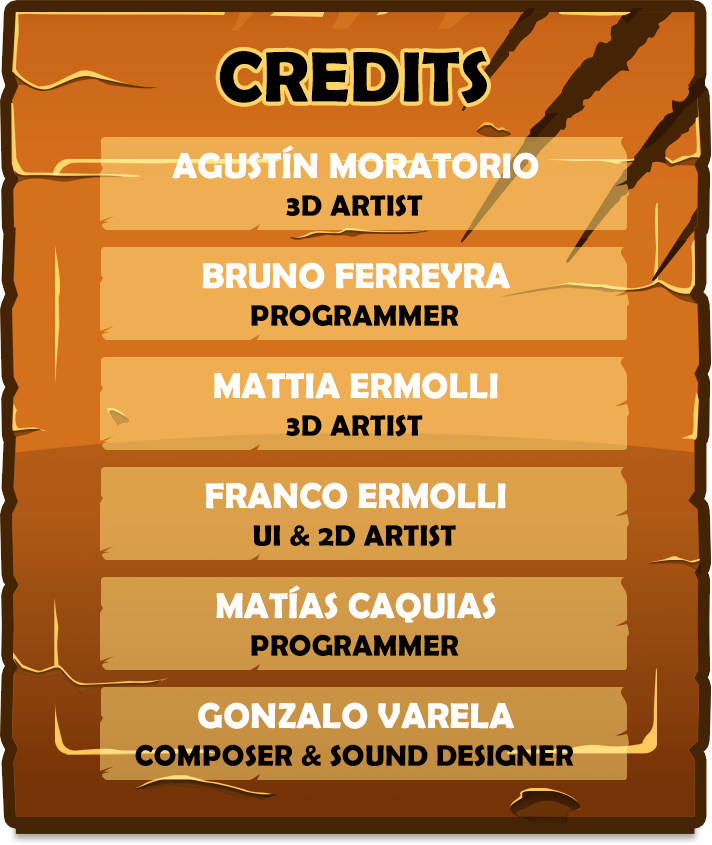 CREDITS
AGUSTÍN MORATORIO
3D ARTIST
BRUNO FERREYRA
PROGRAMMER
MATTIA ERMOLLI
3D ARTIST
FRANCO ERMOLLI
UI & 2D ARTIST
MATÍAS CAQUIAS
PROGRAMMER
GONZALO VARELA
COMPOSER & SOUND DESIGNER